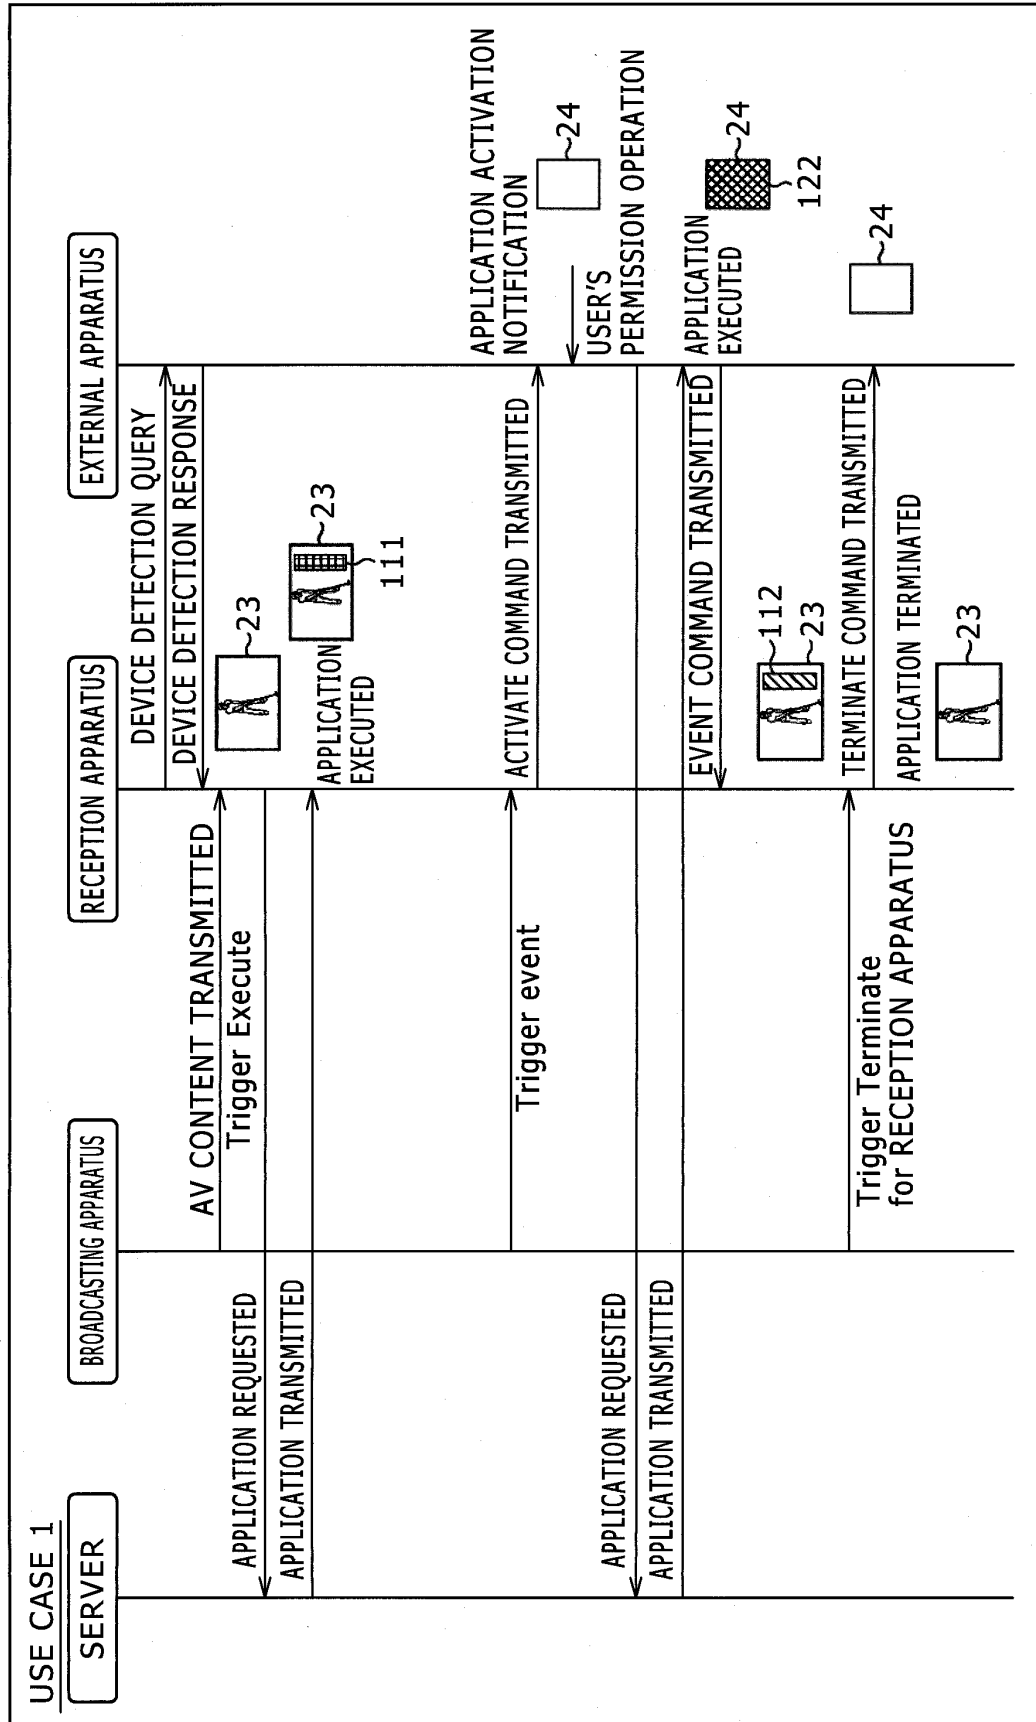 USE CASE 1
SERVER
BROADCASTING APPARATUS
RECEPTION APPARATUS
EXTERNAL APPARATUS
DEVICE DETECTION QUERY
DEVICE DETECTION RESPONSE
AV CONTENT TRANSMITTED
Trigger Execute
23
APPLICATION REQUESTED
APPLICATION TRANSMITTED
APPLICATION
EXECUTED
23
111
Trigger event
ACTIVATE COMMAND TRANSMITTED
APPLICATION ACTIVATION
NOTIFICATION
24
USER'S
PERMISSION OPERATION
APPLICATION REQUESTED
APPLICATION TRANSMITTED
APPLICATION
EXECUTED
24
122
EVENT COMMAND TRANSMITTED
112
23
Trigger Terminate
for RECEPTION APPARATUS
TERMINATE COMMAND TRANSMITTED
24
APPLICATION TERMINATED
23